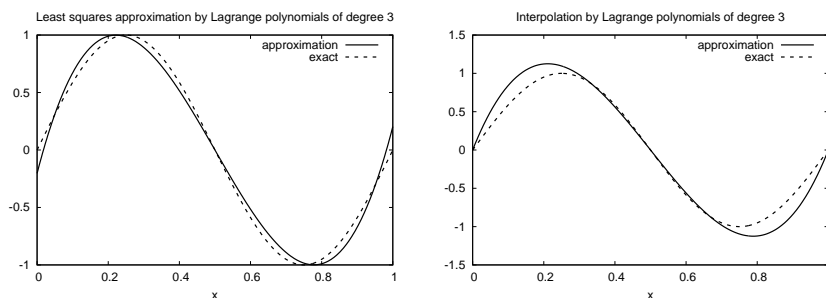 Least squares approximation by Lagrange polynomials of degree 3
approximation
exact
1
0.5
0
-0.5
-1
0
0.2
0.4
0.6
0.8
1
x
Interpolation by Lagrange polynomials of degree 3
approximation
exact
1.5
1
0.5
0
-0.5
-1
-1.5
0
0.2
0.4
0.6
0.8
x